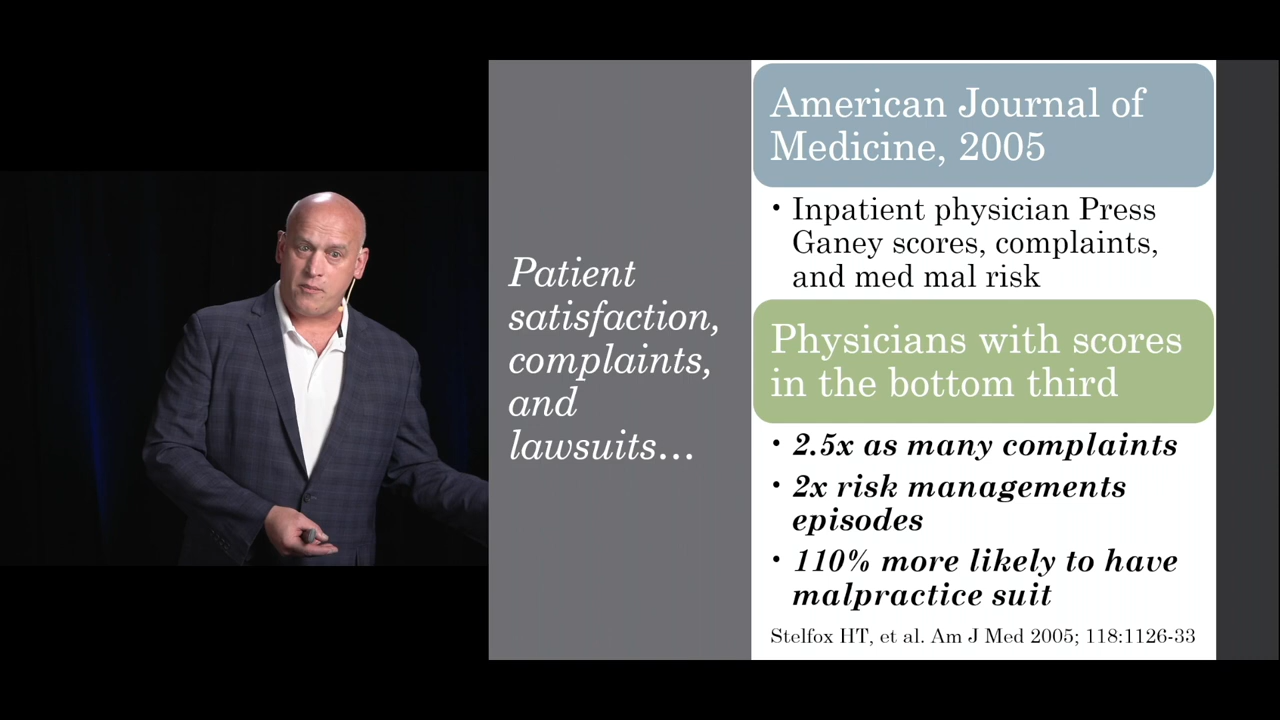 Patient
satisfaction,
complaints,
and
lawsuits…
American Journal of
Medicine, 2005
• Inpatient physician Press
Ganey scores, complaints,
and med mal risk
Physicians with scores
in the bottom third
• 2.5x as many complaints
• 2x risk managements
episodes
• 110% more likely to have
malpractice suit
Stelfox HT, et al. Am J Med 2005; 118:1126-33